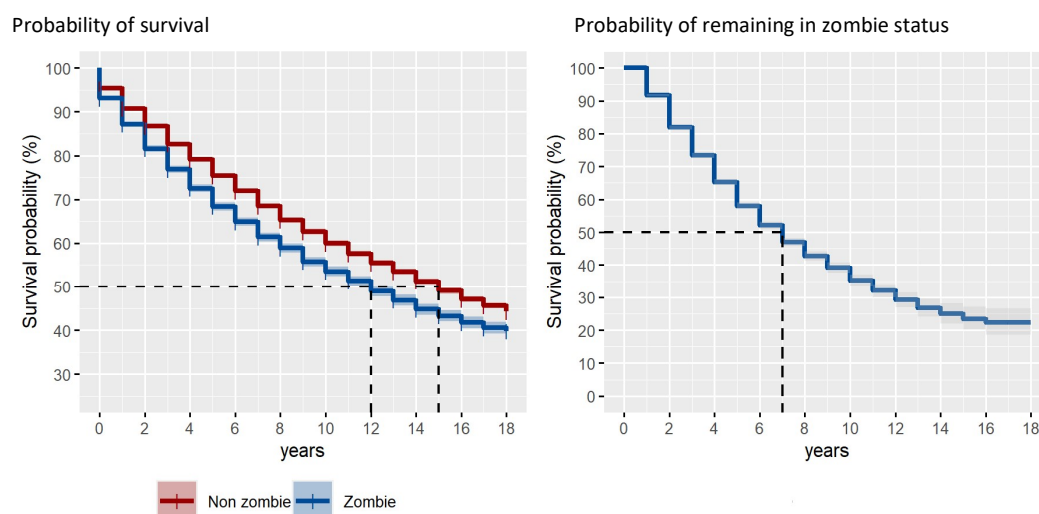 Probability of survival
Survival probability (%)
100
90
80
70
60
50
40
30
0 2 4 6 8 10 12 14 16 18
years
Non zombie Zombie
Probability of remaining in zombie status
Survival probability (%)
100
90
80
70
60
50
40
30
20
10
0
0 2 4 6 8 10 12 14 16 18
years